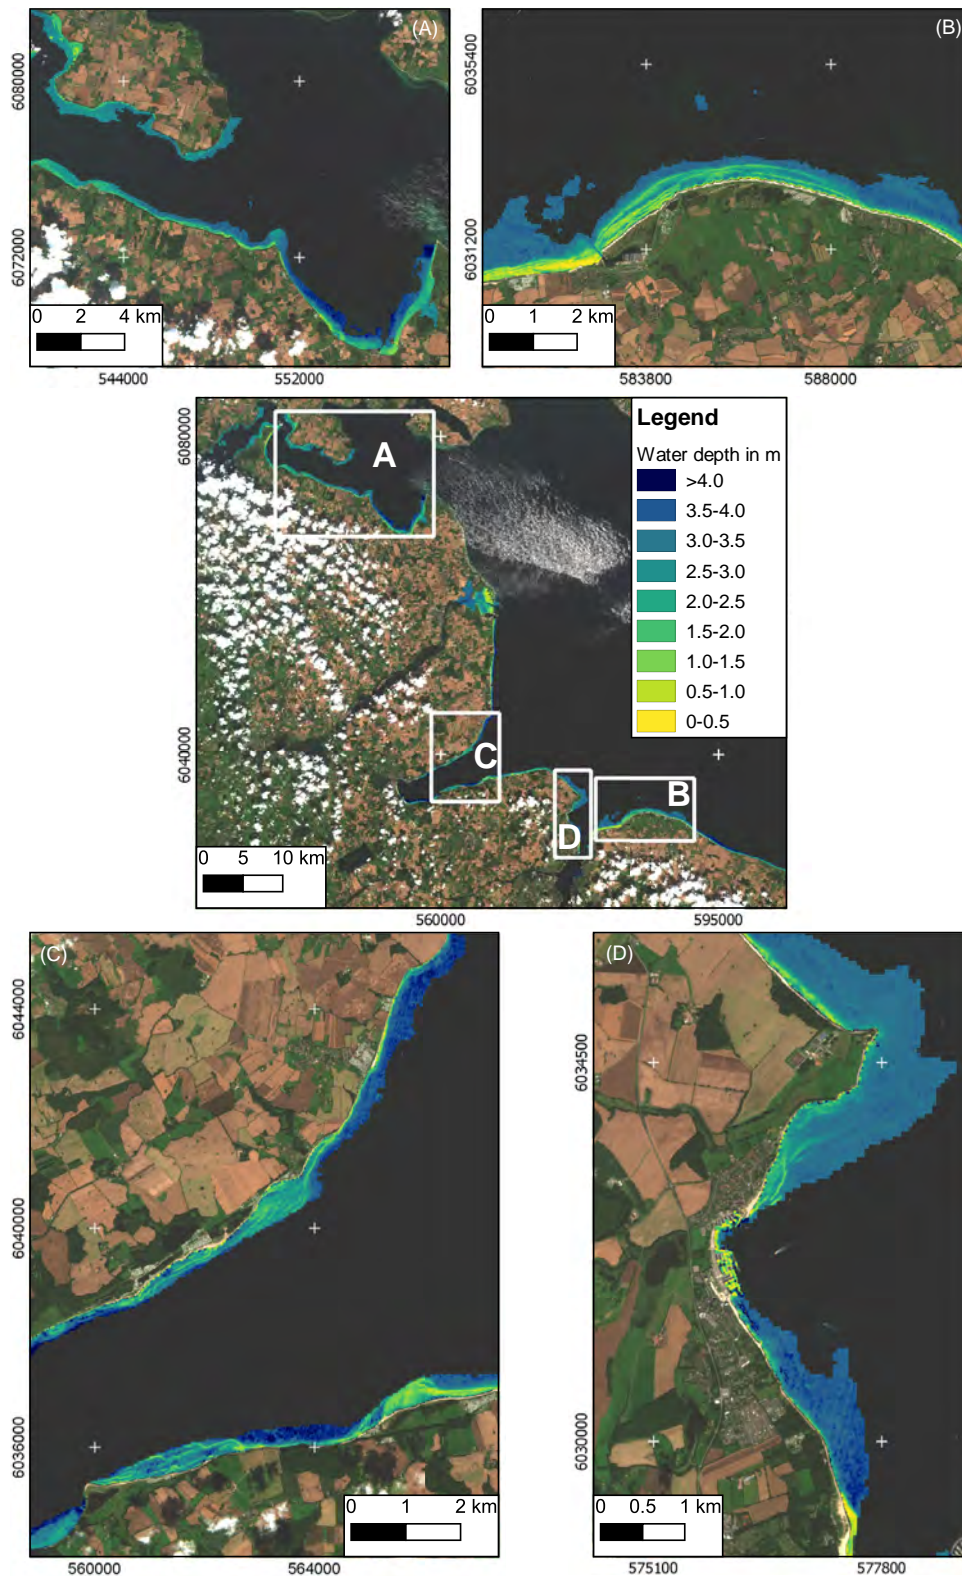 (A)
6080000
6072000
0 2 4 km
544000 552000
(B)
6035400
6031200
0 1 2 km
583800 588000
6080000
6040000
A
C
D
B
Legend
Water depth in m
>4.0
3.5-4.0
3.0-3.5
2.5-3.0
2.0-2.5
1.5-2.0
1.0-1.5
0.5-1.0
0-0.5
0 5 10 km
560000 595000
(C)
6044000
6040000
6036000
0 1 2 km
560000 564000
(D)
6034500
6030000
0 0.5 1 km
575100 577800